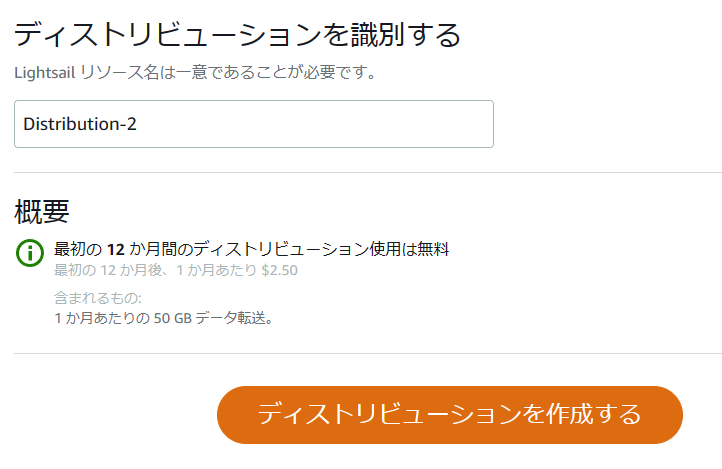 ディストリビューションを識別する
Lightsail リソース名は一意であることが必要です。
Distribution-2
概要
最初の 12 か月間のディストリビューション使用は無料
最初の 12 か月後、1 か月あたり $2.50
含まれるもの:
1 か月あたりの 50 GB データ転送。
ディストリビューションを作成する